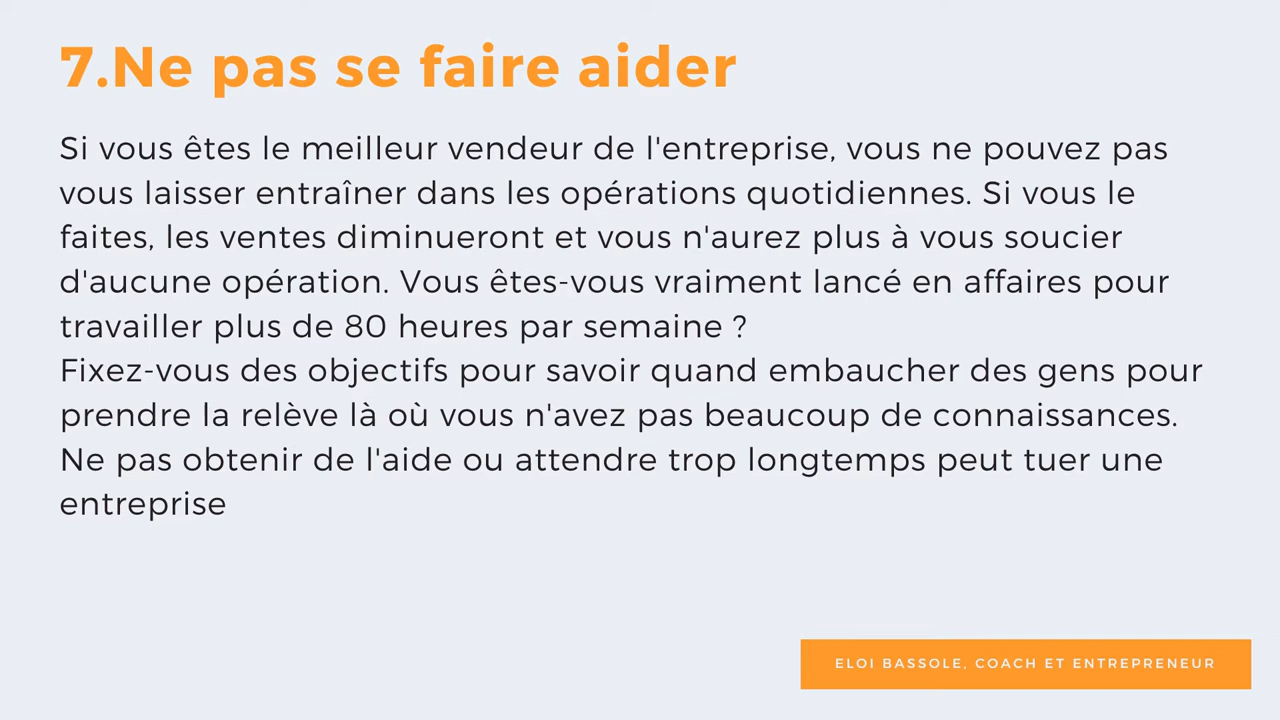 7.Ne pas se faire aider
Si vous êtes le meilleur vendeur de l'entreprise, vous ne pouvez pas
vous laisser entraîner dans les opérations quotidiennes. Si vous le
faites, les ventes diminueront et vous n'aurez plus à vous soucier
d'aucune opération. Vous êtes-vous vraiment lancé en affaires pour
travailler plus de 80 heures par semaine ?
Fixez-vous des objectifs pour savoir quand embaucher des gens pour
prendre la relève là où vous n'avez pas beaucoup de connaissances.
Ne pas obtenir de l'aide ou attendre trop longtemps peut tuer une
entreprise
ELOI BASSOLE, COACH ET ENTREPRENEUR